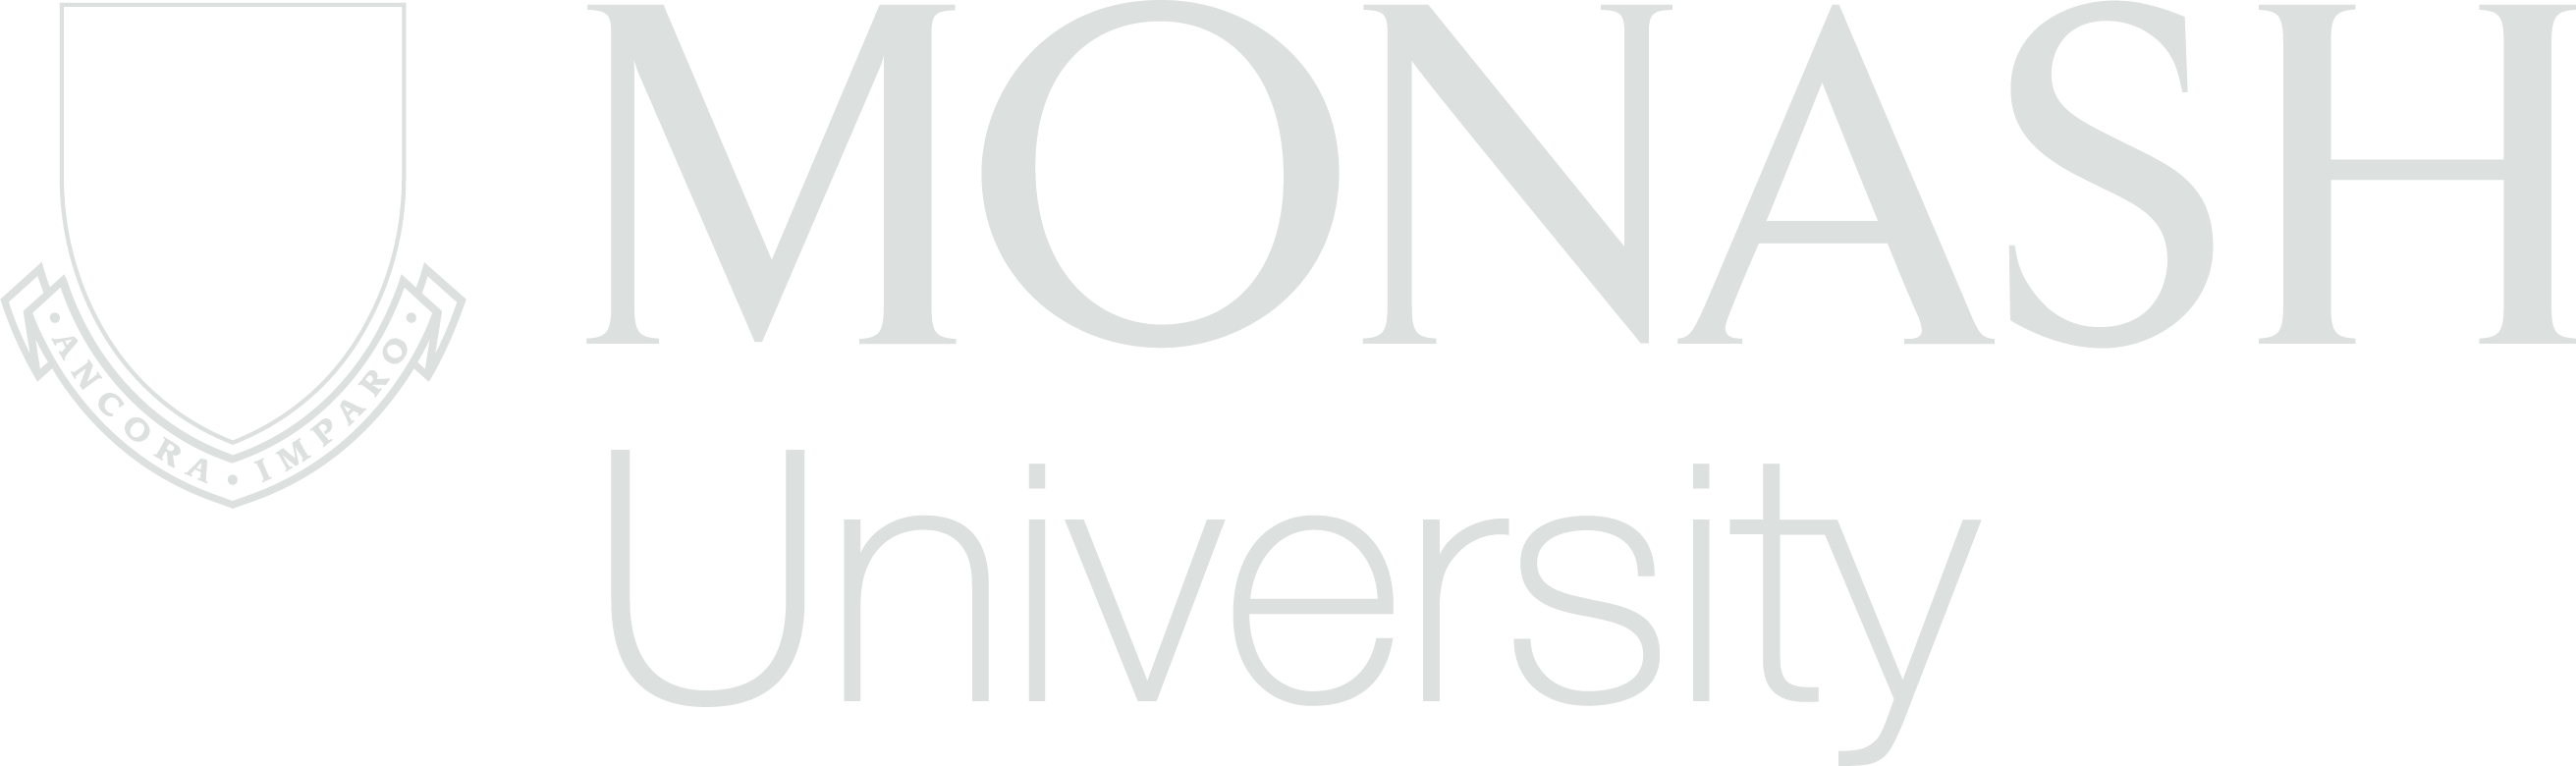 MONASH
University
• ANCORA • IMPARO •